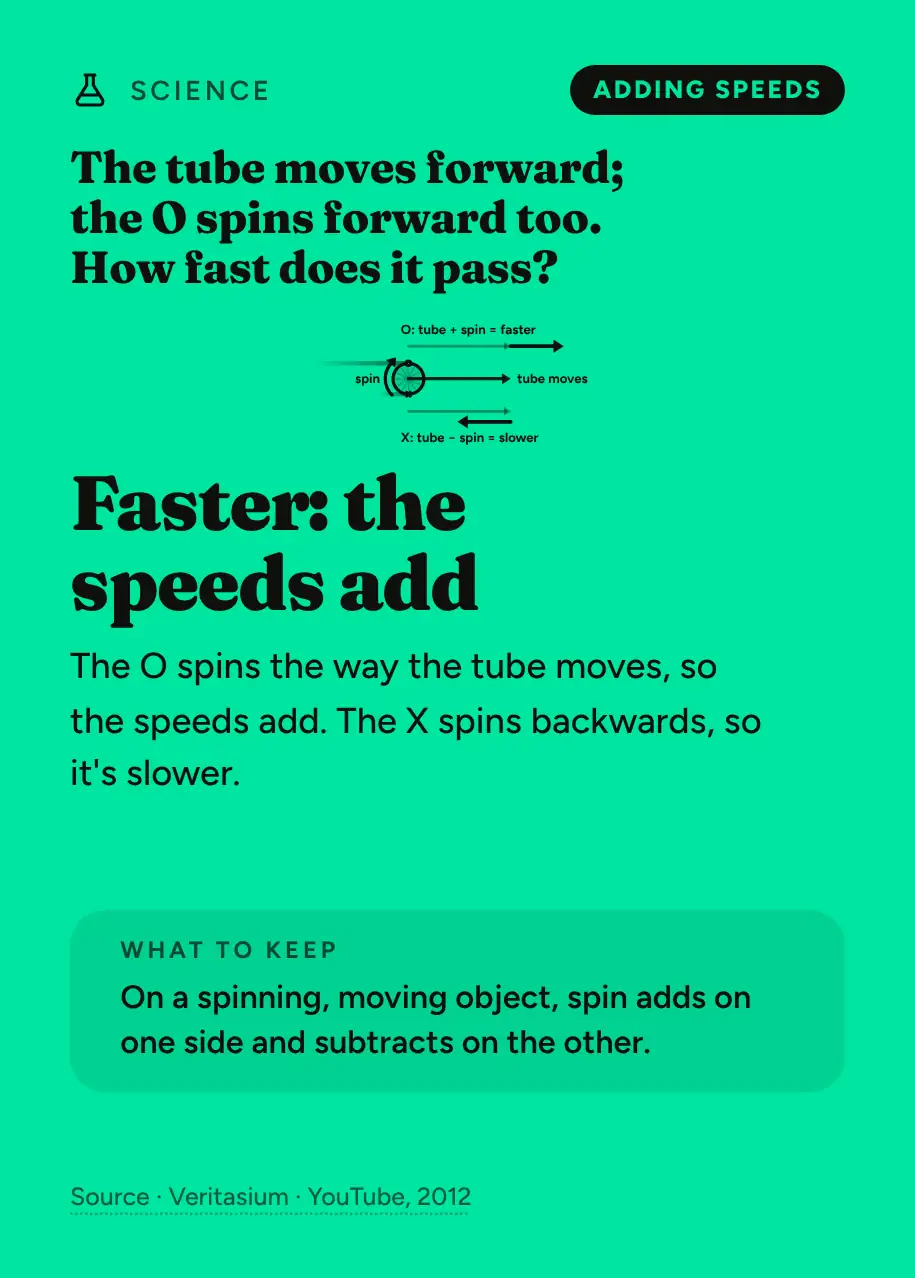 SCIENCE
ADDING SPEEDS
The tube moves forward;
the O spins forward too.
How fast does it pass?
O: tube + spin = faster
spin
tube moves
X: tube − spin = slower
Faster: the
speeds add
The O spins the way the tube moves, so
the speeds add. The X spins backwards, so
it's slower.
WHAT TO KEEP
On a spinning, moving object, spin adds on
one side and subtracts on the other.
Source · Veritasium · YouTube, 2012